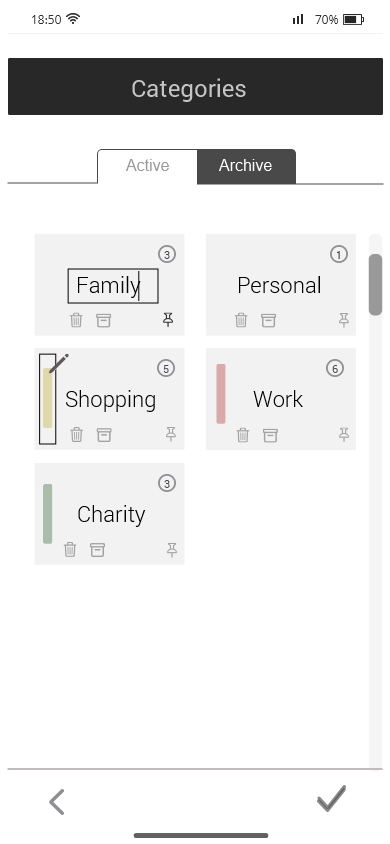 18:50 70%
Categories
Active Archive
3 1
Family Personal
5 6
Shopping Work
3
Charity